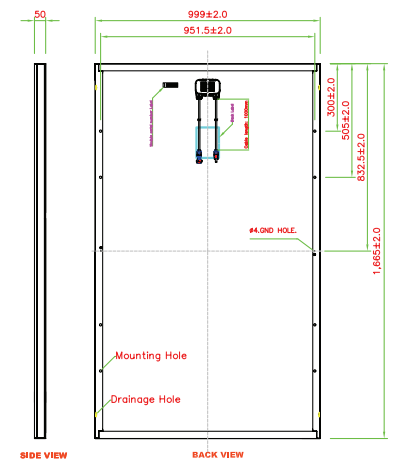 50
999±2.0
951.5±2.0
300±2.0
505±2.0
832.5±2.0
1,665±2.0
Cable length: 1000mm
ø4,GND HOLE.
Mounting Hole
Drainage Hole
SIDE VIEW
BACK VIEW